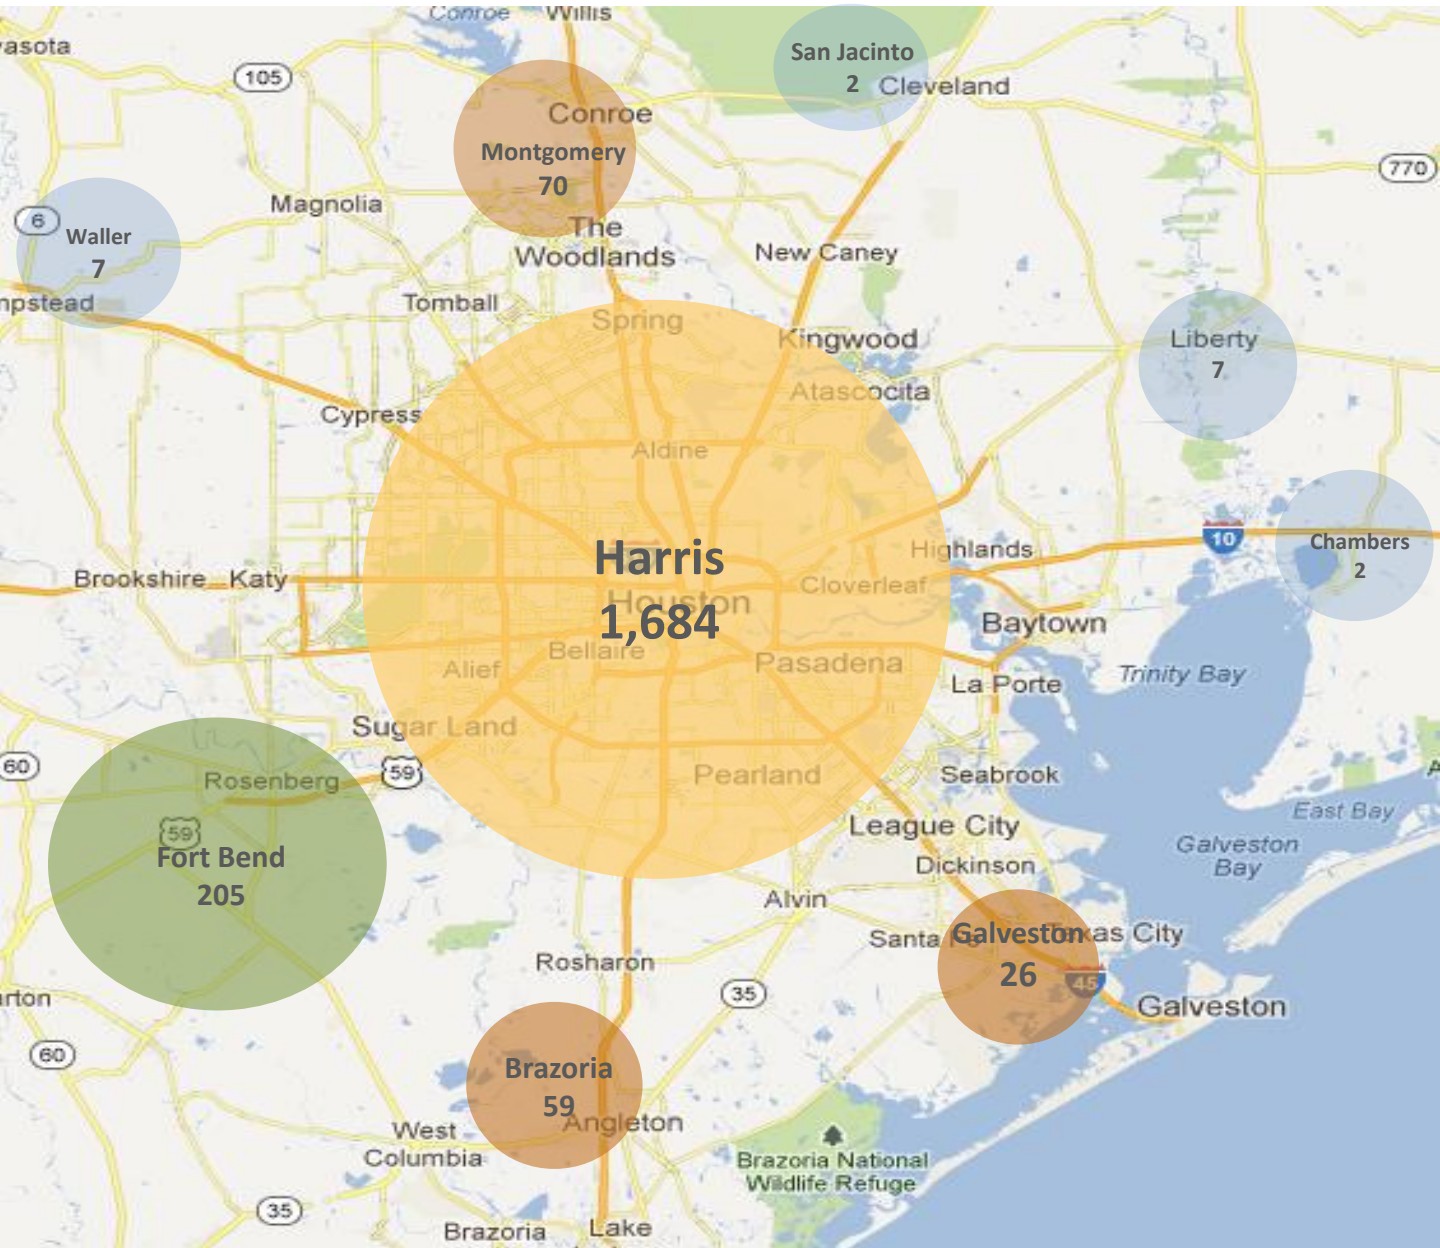 Conroe
Willis
vasota
San Jacinto
2
105
Cleveland
Conroe
Montgomery
70
770
Magnolia
6
Waller
7
The
Woodlands
New Caney
mpstead
Tomball
Spring
Kingwood
Liberty
7
Atascocita
Cypress
Aldine
10
Chambers
2
Harris
1,684
Highlands
Brookshire
Katy
Cloverleaf
Houston
Baytown
Bellaire
Alief
Pasadena
La Porte
Trinity Bay
Sugar Land
60
Rosenberg
59
Pearland
Seabrook
59
Fort Bend
205
League City
East Bay
Galveston
Bay
Dickinson
Alvin
Santa
Galveston
26
Texas City
45
Rosharon
35
Galveston
rton
60
Brazoria
59
Angleton
West
Columbia
Brazoria National
Wildlife Refuge
35
Brazoria
Lake